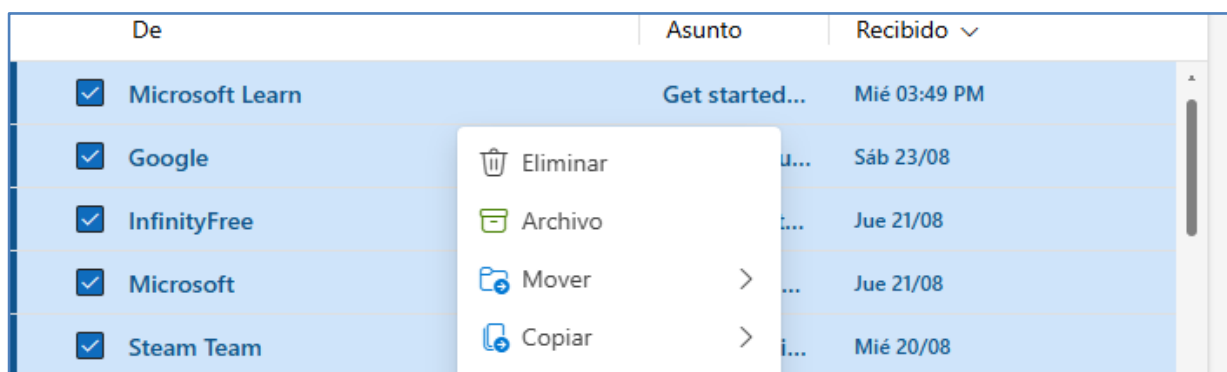 De Asunto Recibido
Microsoft Learn Get started... Mié 03:49 PM
Google u... Sáb 23/08
Eliminar
InfinityFree t... Jue 21/08
Archivo
Microsoft ... Jue 21/08
Mover
Copiar
Steam Team i... Mié 20/08